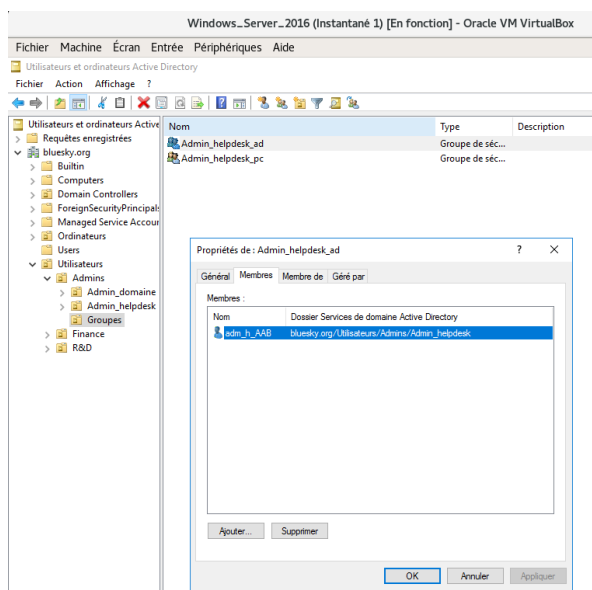 Windows_Server_2016 (Instantané 1) [En fonction] - Oracle VM VirtualBox
Fichier Machine Écran Entrée Périphériques Aide
Utilisateurs et ordinateurs Active Directory
Fichier Action Affichage ?
Utilisateurs et ordinateurs Active
Requêtes enregistrées
bluesky.org
Builtin
Computers
Domain Controllers
ForeignSecurityPrincipals
Managed Service Accour
Ordinateurs
Users
Utilisateurs
Admins
Admin_domaine
Admin_helpdesk
Groupes
Finance
R&D
Nom Type Description
Admin_helpdesk_ad Groupe de séc...
Admin_helpdesk_pc Groupe de séc...
Propriétés de : Admin_helpdesk_ad ? X
Général Membres Membre de Géré par
Membres :
Nom Dossier Services de domaine Active Directory
adm_h_AAB bluesky.org/Utilisateurs/Admins/Admin_helpdesk
Ajouter... Supprimer
OK Annuler Appliquer